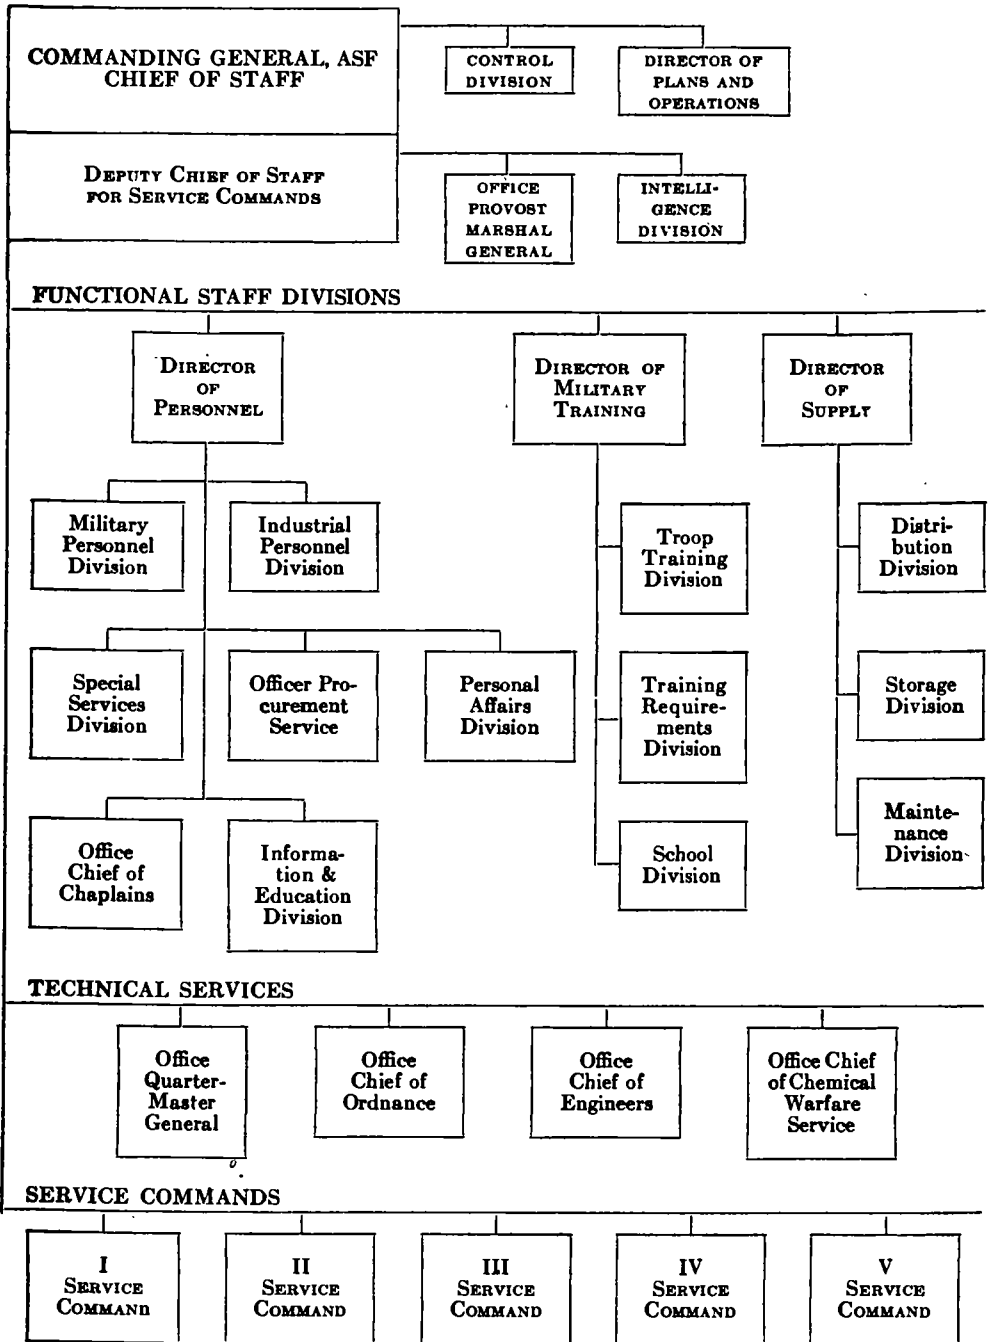 COMMANDING GENERAL, ASF
CHIEF OF STAFF
CONTROL
DIVISION
DIRECTOR OF
PLANS AND
OPERATIONS
DEPUTY CHIEF OF STAFF
FOR SERVICE COMMANDS
OFFICE
PROVOST
MARSHAL
GENERAL
INTELLI-
GENCE
DIVISION
FUNCTIONAL STAFF DIVISIONS
DIRECTOR
OF
PERSONNEL
DIRECTOR OF
MILITARY
TRAINING
DIRECTOR
OF
SUPPLY
Military
Personnel
Division
Industrial
Personnel
Division
Troop
Training
Division
Distri-
bution
Division
Special
Services
Division
Officer Pro-
curement
Service
Personal
Affairs
Division
Training
Require-
ments
Division
Storage
Division
Office
Chief of
Chaplains
Informa-
tion &
Education
Division
School
Division
Mainte-
nance
Division
TECHNICAL SERVICES
Office
Quarter-
Master
General
Office
Chief of
Ordnance
Office
Chief of
Engineers
Office Chief
of Chemical
Warfare
Service
SERVICE COMMANDS
I
SERVICE
COMMAND
II
SERVICE
COMMAND
III
SERVICE
COMMAND
IV
SERVICE
COMMAND
V
SERVICE
COMMAND